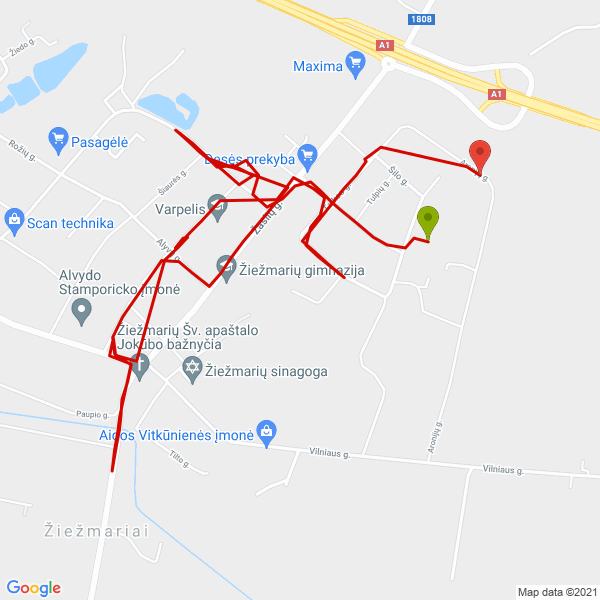 1808
A1
Žiedo g.
Maxima
A1
Rožių g.
Pasagėlė
Šiaurės g.
Desės prekyba
Šilo g.
Tulpių g.
Scan technika
Varpelis
Žaslių g.
Alyvų g.
Žiežmarių gimnazija
Alvydo
Stamporicko įmonė
Žiežmarių Šv. apaštalo
Jokūbo bažnyčia
Žiežmarių sinagoga
Paupio g.
Aidos Vitkūnienės įmonė
Aronijų g.
Tilto g.
Vilniaus g.
Vilniaus g.
Žiežmariai
Google
Map data ©2021